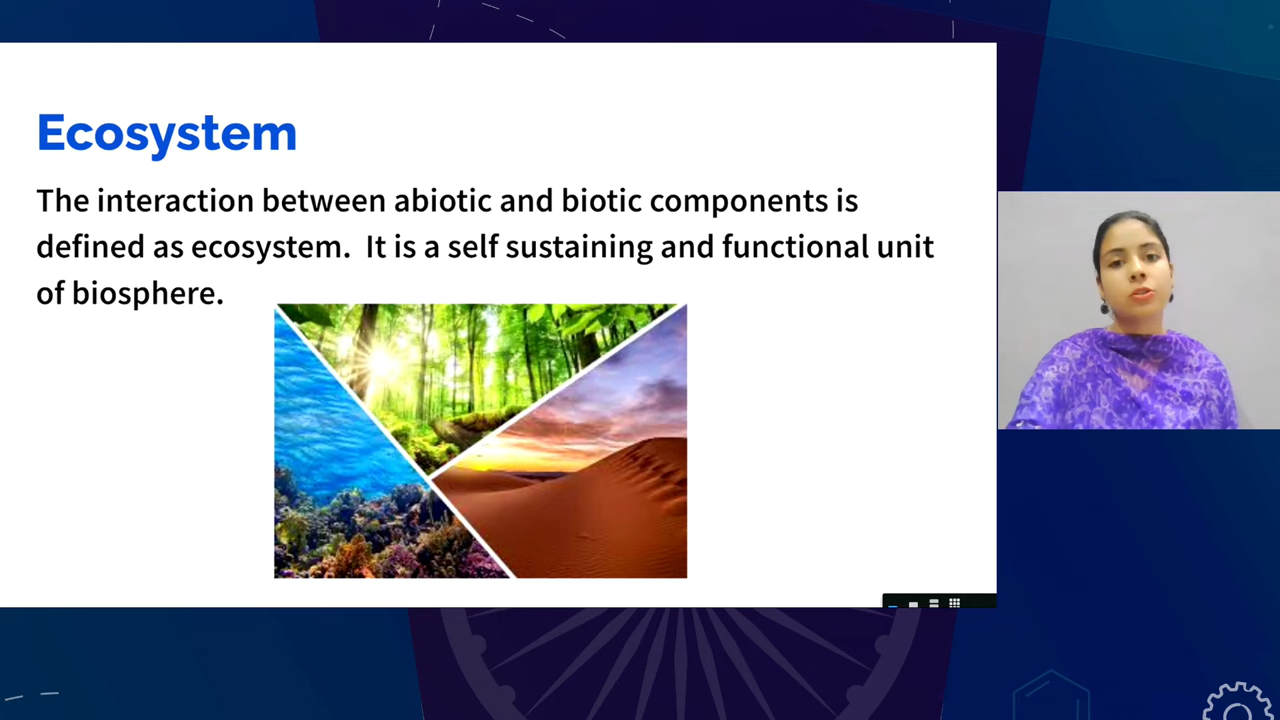 Ecosystem
The interaction between abiotic and biotic components is
defined as ecosystem.  It is a self sustaining and functional unit
of biosphere.